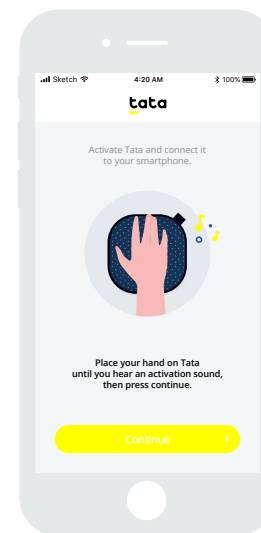 Sketch 4:20 AM 100%
tata
Activate Tata and connect it
to your smartphone.
Place your hand on Tata
until you hear an activation sound,
then press continue.
Continue